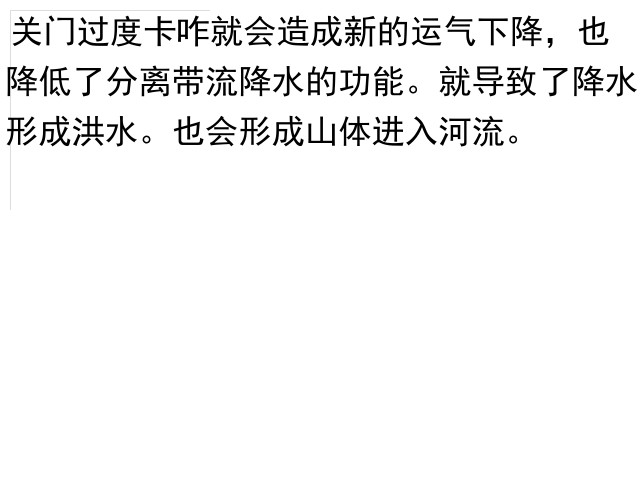 关门过度卡咋就会造成新的运气下降，也
降低了分离带流降水的功能。就导致了降水
形成洪水。也会形成山体进入河流。